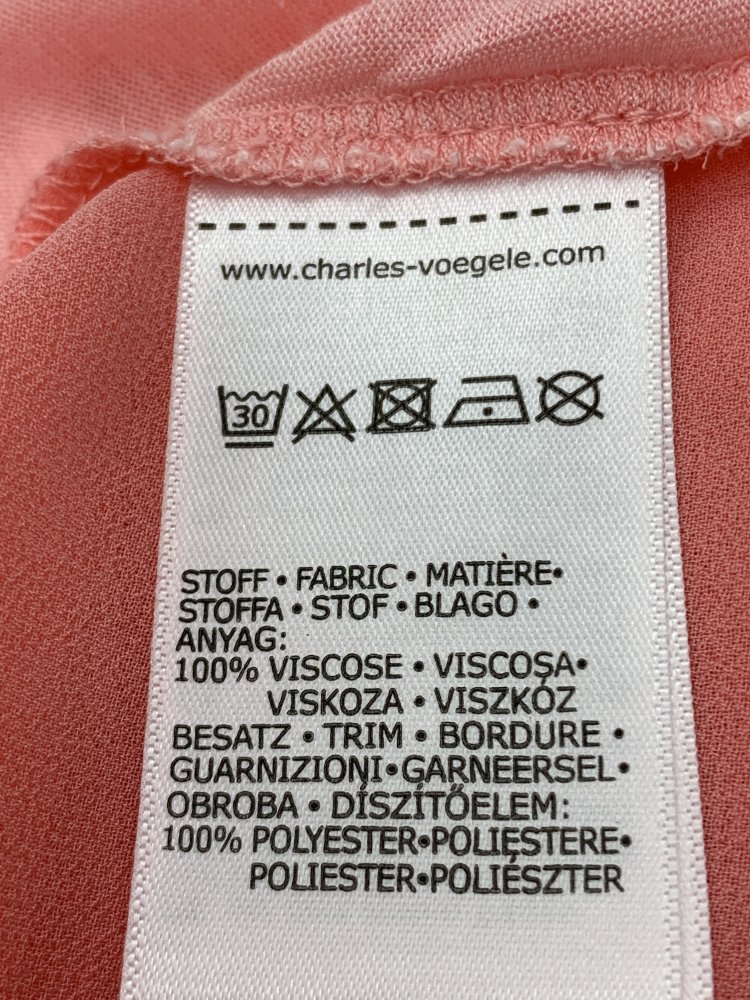 www.charles-voegele.com
30
STOFF • FABRIC • MATIÈRE•
STOFFA • STOF • BLAGO •
ANYAG:
100% VISCOSE • VISCOSA•
VISKOZA • VISZKÓZ
BESATZ • TRIM • BORDURE •
GUARNIZIONI•GARNEERSEL•
OBROBA • DÍSZÍTŐELEM:
100% POLYESTER•POLIESTERE•
POLIESTER•POLIÉSZTER